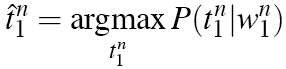 t̂₁ⁿ = argmax P(t₁ⁿ|w₁ⁿ)
t₁ⁿ